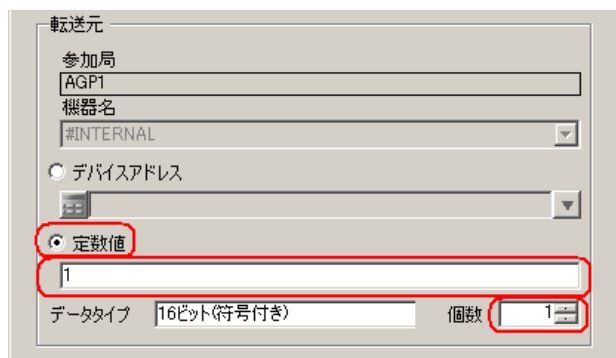 転送元
参加局
AGP1
機器名
#INTERNAL
デバイスアドレス
定数値
1
データタイプ 16ビット(符号付き) 個数 1